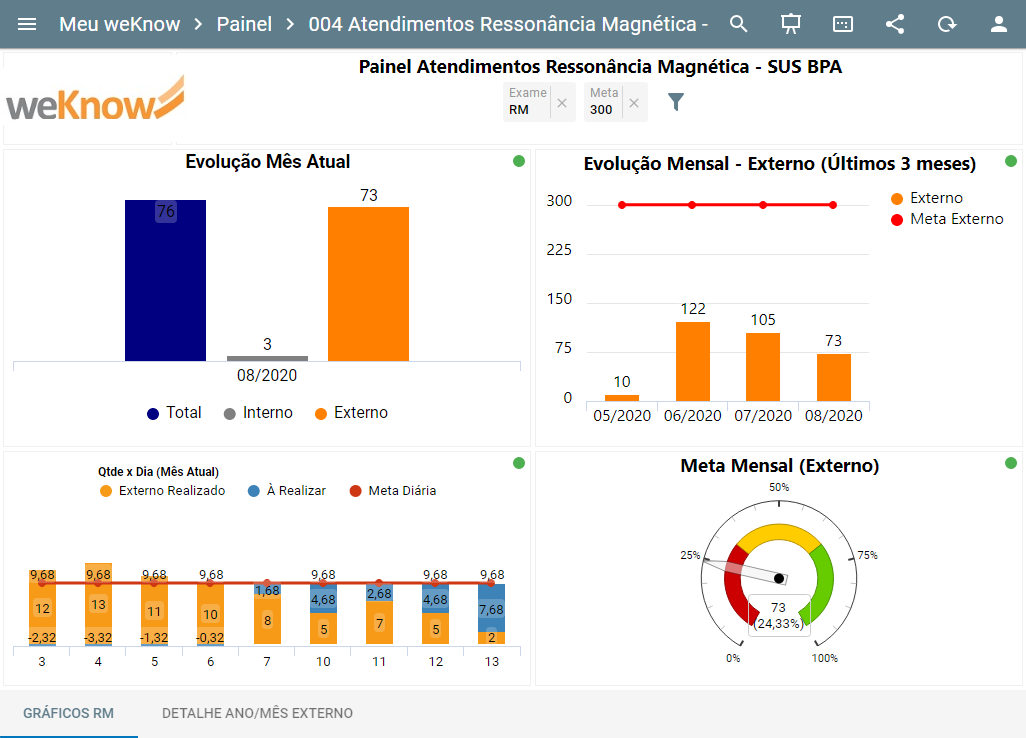 Meu weKnow > Painel > 004 Atendimentos Ressonância Magnética -
Painel Atendimentos Ressonância Magnética - SUS BPA
weKnow
Exame
RM
Meta
300
Evolução Mês Atual
76
3
73
08/2020
Total Interno Externo
Evolução Mensal - Externo (Últimos 3 meses)
Externo
Meta Externo
300
225
150
75
0
10
122
105
73
05/2020 06/2020 07/2020 08/2020
Qtde x Dia (Mês Atual)
Externo Realizado À Realizar Meta Diária
9,68 9,68 9,68 9,68 9,68 9,68 9,68
1,68 4,68 2,68 4,68 7,68
12 13 11 10 8 5 7 5 2
-2,32 -3,32 -1,32 -0,32
3 4 5 6 7 10 11 12 13
Meta Mensal (Externo)
50%
25%
75%
73
(24,33%)
0%
100%
GRÁFICOS RM DETALHE ANO/MÊS EXTERNO